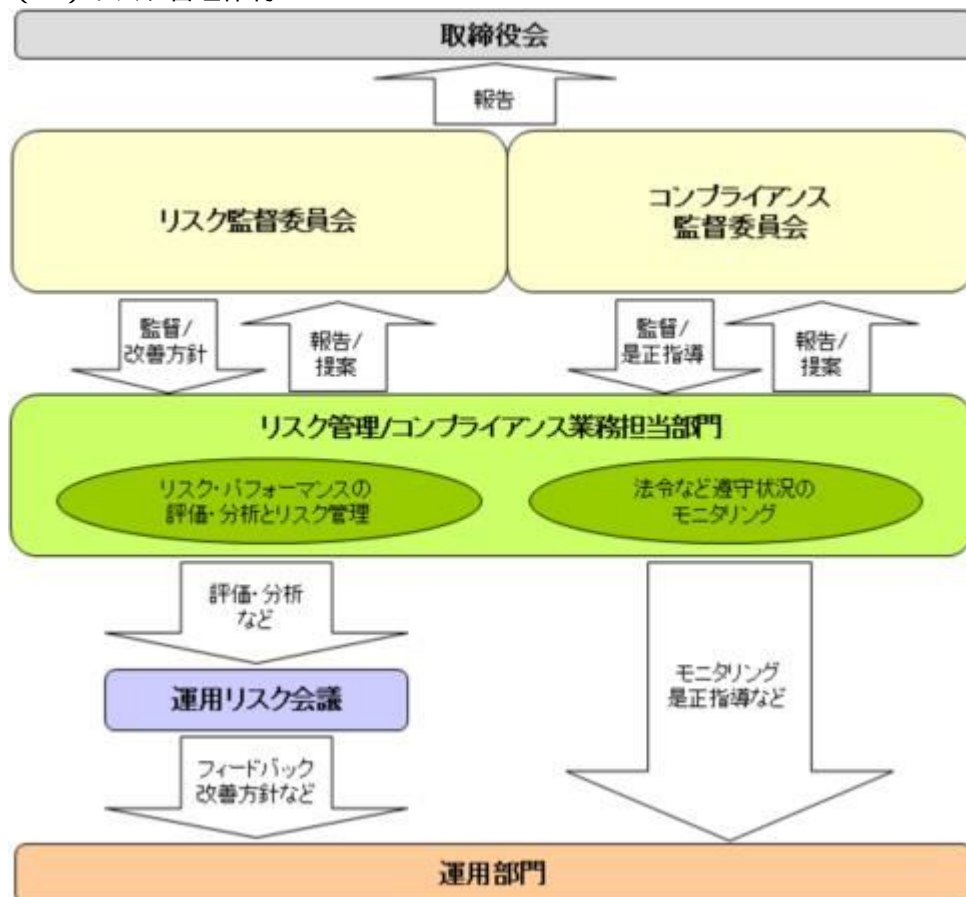 取締役会
報告
リスク監督委員会
コンプライアンス
監督委員会
監督/
改善方針
報告/
提案
監督/
是正指導
報告/
提案
リスク管理/コンプライアンス業務担当部門
リスク・パフォーマンスの
評価・分析とリスク管理
法令など遵守状況の
モニタリング
評価・分析
など
運用リスク会議
モニタリング
是正指導など
フィードバック
改善方針など
運用部門